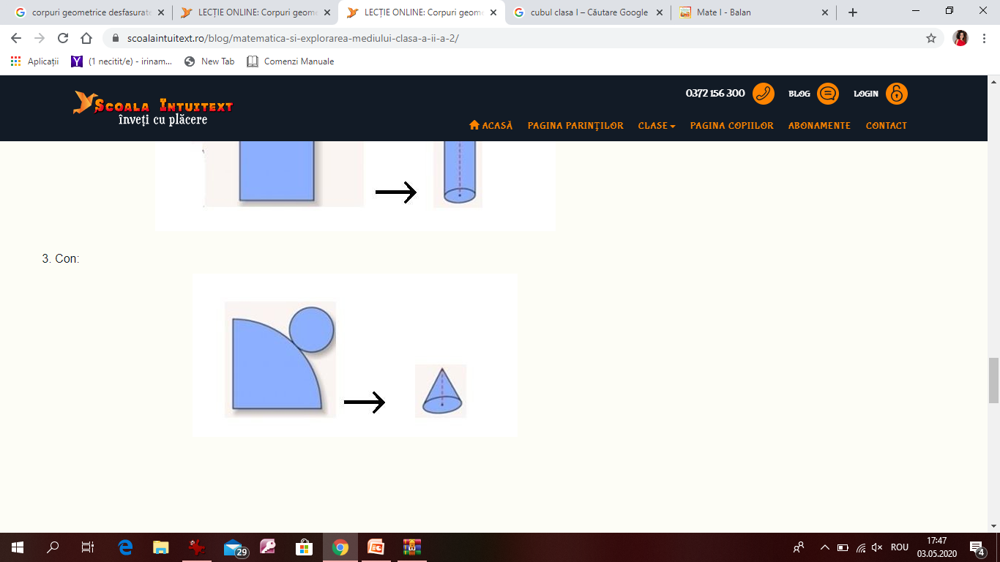 corpuri geometrice desfasurate
LECȚIE ONLINE: Corpuri geome
LECȚIE ONLINE: Corpuri geome
cubul clasa I – Căutare Google
Mate I - Balan
scoalaintuitext.ro/blog/matematica-si-explorarea-mediului-clasa-a-ii-a-2/
Aplicații
(1 necitit/e) - irinam...
New Tab
Comenzi Manuale
Școala Intuitext
înveți cu plăcere
0372 156 300
BLOG
LOGIN
ACASĂ
PAGINA PARINȚILOR
CLASE
PAGINA COPIILOR
ABONAMENTE
CONTACT
3. Con:
29
ROU
17:47
03.05.2020
4